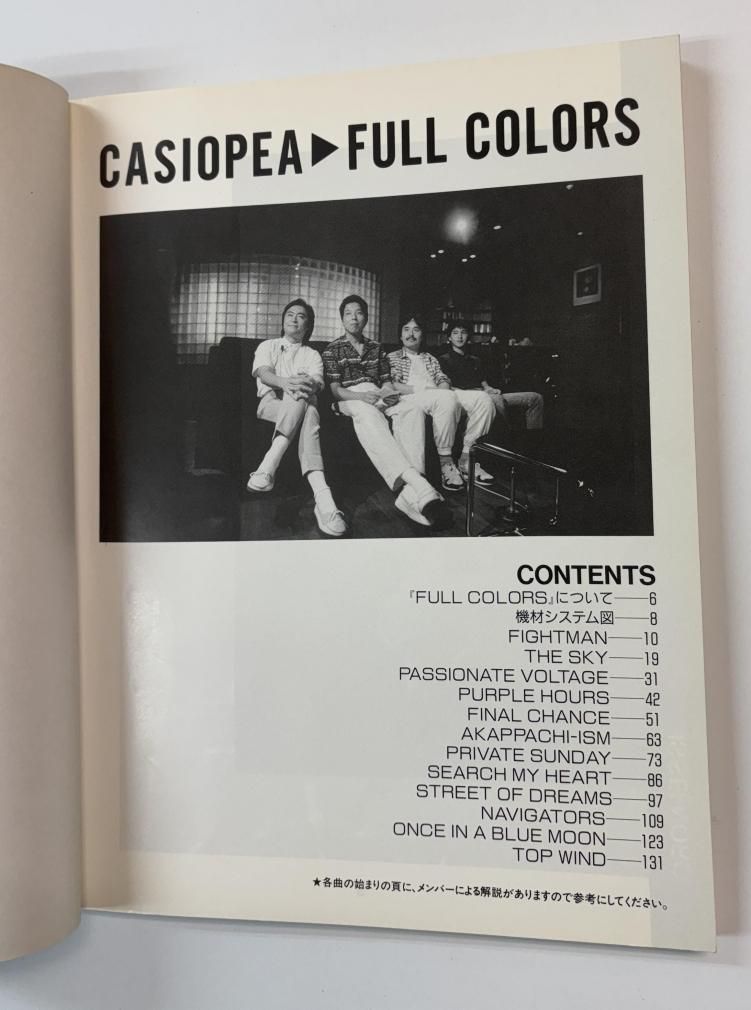 CASIOPEA▶FULL COLORS
CONTENTS
『FULL COLORS』について──6
機材システム図──8
FIGHTMAN──10
THE SKY──19
PASSIONATE VOLTAGE──31
PURPLE HOURS──42
FINAL CHANCE──51
AKAPPACHI-ISM──63
PRIVATE SUNDAY──73
SEARCH MY HEART──86
STREET OF DREAMS──97
NAVIGATORS──109
ONCE IN A BLUE MOON──123
TOP WIND──131
★各曲の始まりの頁に、メンバーによる解説がありますので参考にしてください。